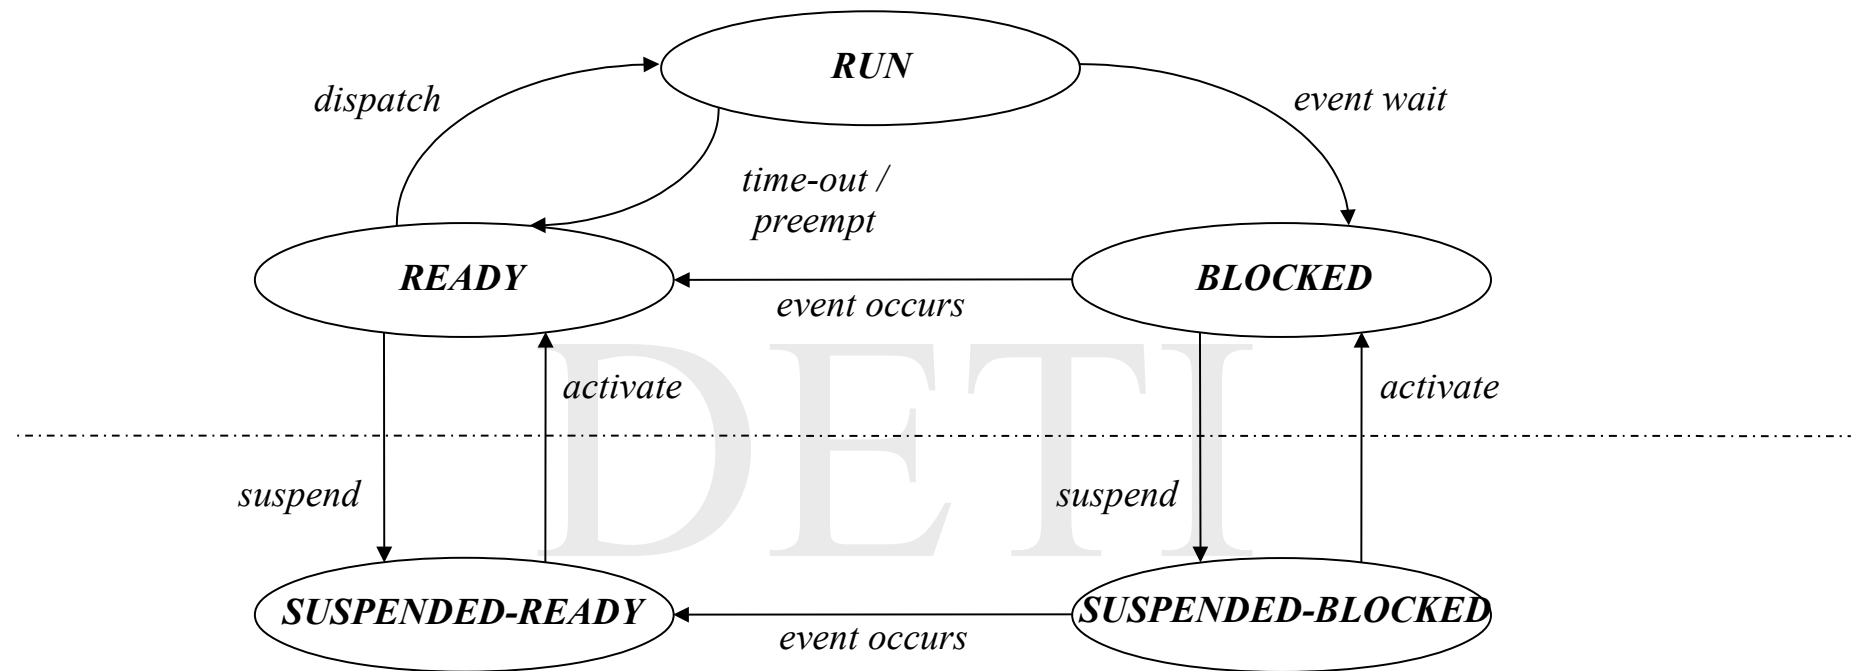 RUN
dispatch
event wait
time-out /
preempt
READY
BLOCKED
event occurs
activate
activate
DETI
suspend
suspend
SUSPENDED-READY
SUSPENDED-BLOCKED
event occurs